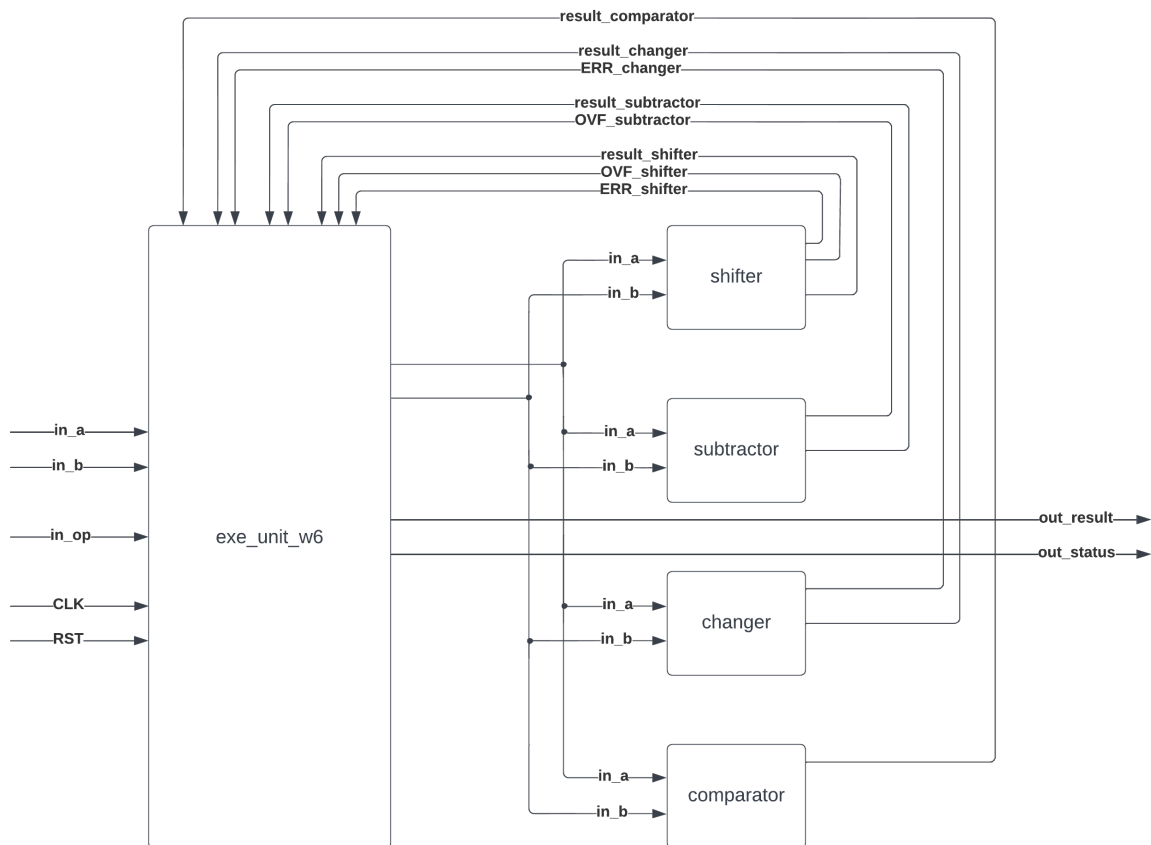 result_comparator
result_changer
ERR_changer
result_subtractor
OVF_subtractor
result_shifter
OVF_shifter
ERR_shifter
in_a
shifter
in_b
in_a
in_a
subtractor
in_b
in_b
out_result
in_op
exe_unit_w6
out_status
CLK
in_a
changer
RST
in_b
in_a
comparator
in_b